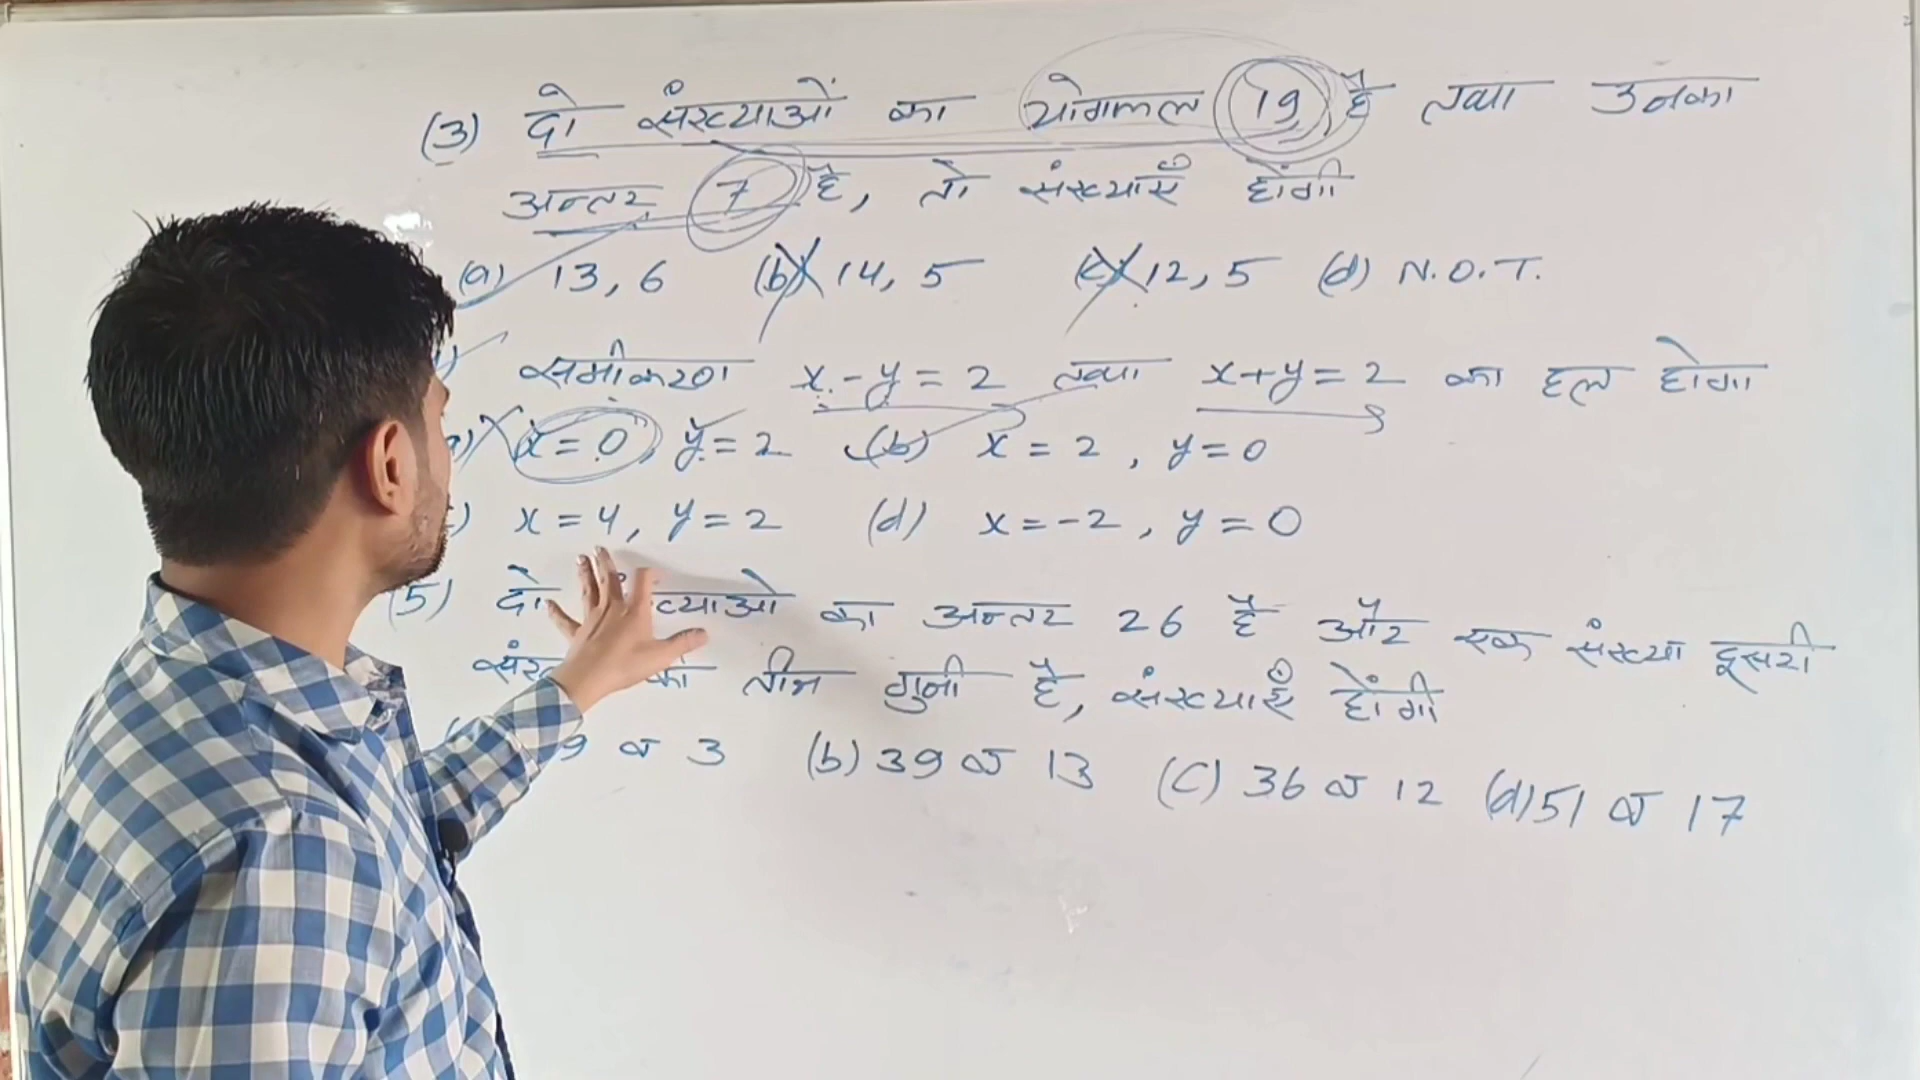 (3) दो संख्याओं का योगफल 19 है तथा उनका
अन्तर 7 है, तो संख्याएँ होंगी
(a) 13, 6 (b) 14, 5 (c) 12, 5 (d) N.O.T.
समीकरण x - y = 2 तथा x + y = 2 का हल होगा
x = 0, y = 2 (b) x = 2, y = 0
x = 4, y = 2 (d) x = -2, y = 0
(5) दो का अन्तर 26 है और एक संख्या दूसरी
तीन गुनी है, संख्याएँ होंगी
9 व 3 (b) 39 व 13 (C) 36 व 12 (d) 51 व 17